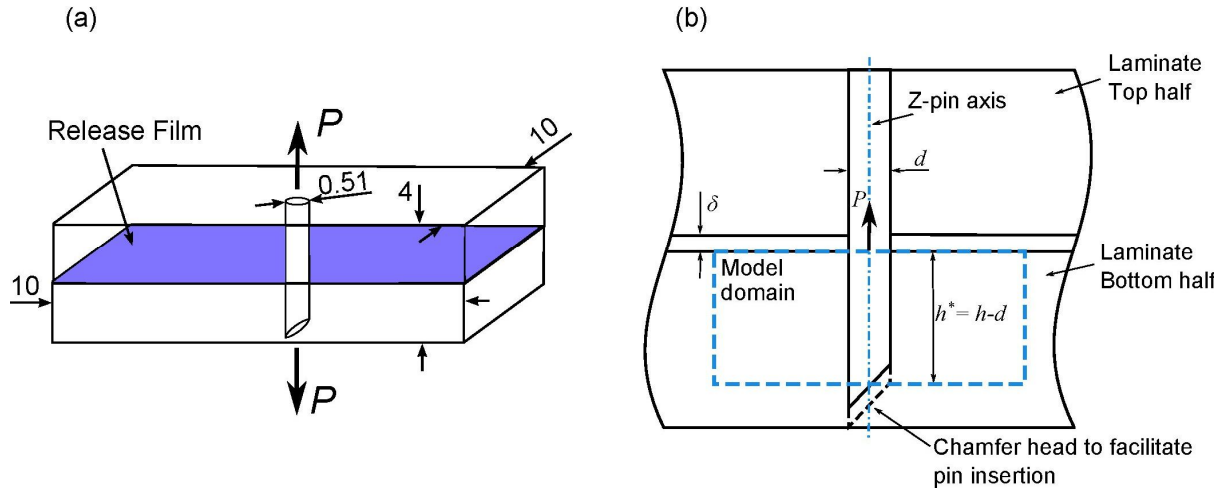 (a)
(b)
Release Film
P
10
0.51
4
10
P
Laminate
Top half
Z-pin axis
d
δ
P
Model
domain
h*= h-d
Laminate
Bottom half
Chamfer head to facilitate
pin insertion